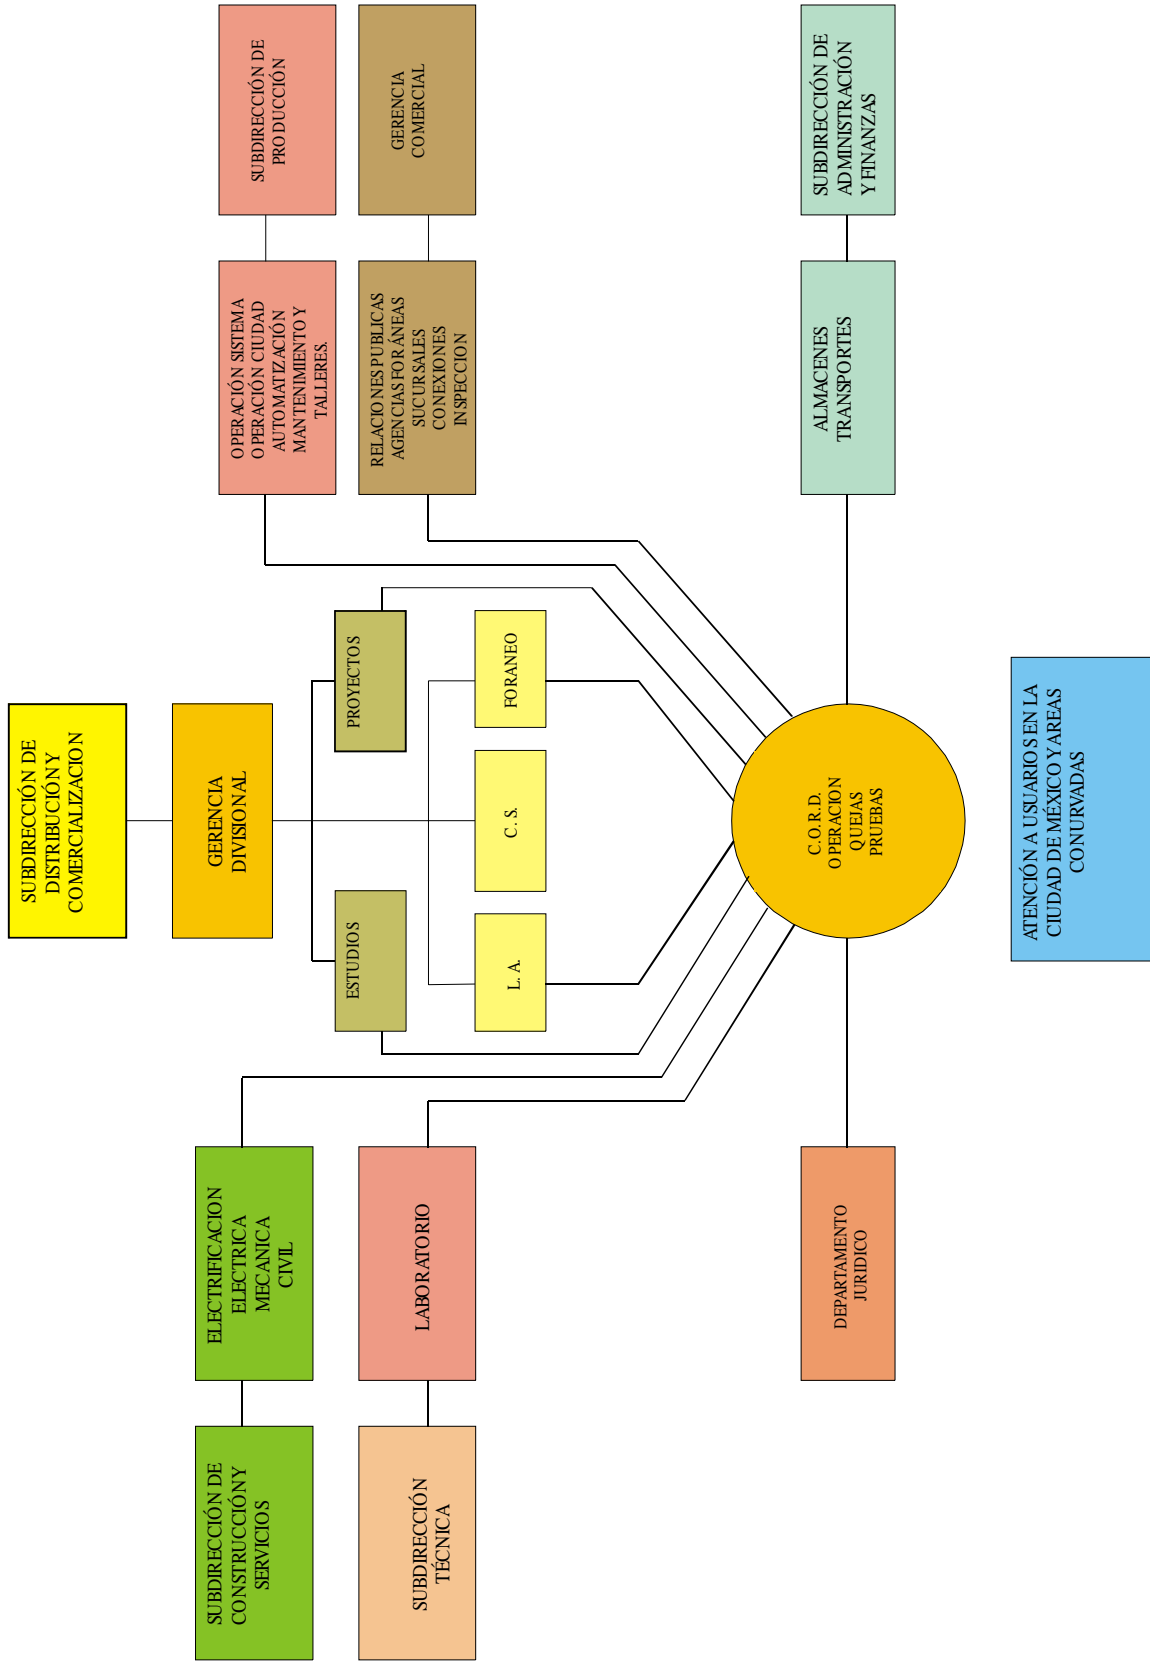 SUBDIRECCIÓN DE
DISTRIBUCIÓN Y
COMERCIALIZACION
GERENCIA
DIVISIONAL
SUBDIRECCIÓN DE
CONSTRUCCIÓN Y
SERVICIOS
ELECTRIFICACION
ELECTRICA
MECANICA
CIVIL
ESTUDIOS
PROYECTOS
OPERACIÓN SISTEMA
OPERACIÓN CIUDAD
AUTOMATIZACIÓN
MANTENIMIENTO Y
TALLERES.
SUBDIRECCIÓN DE
PRODUCCIÓN
SUBDIRECCIÓN
TÉCNICA
LABORATORIO
L. A.
C. S.
FORANEO
RELACIONES PUBLICAS
AGENCIAS FORÁNEAS
SUCURSALES
CONEXIONES
INSPECCION
GERENCIA
COMERCIAL
DEPARTAMENTO
JURIDICO
C.O.R.D.
OPERACION
QUEJAS
PRUEBAS
ALMACENES
TRANSPORTES
SUBDIRECCIÓN DE
ADMINISTRACIÓN
Y FINANZAS
ATENCIÓN A USUARIOS EN LA
CIUDAD DE MÉXICO Y AREAS
CONURVADAS